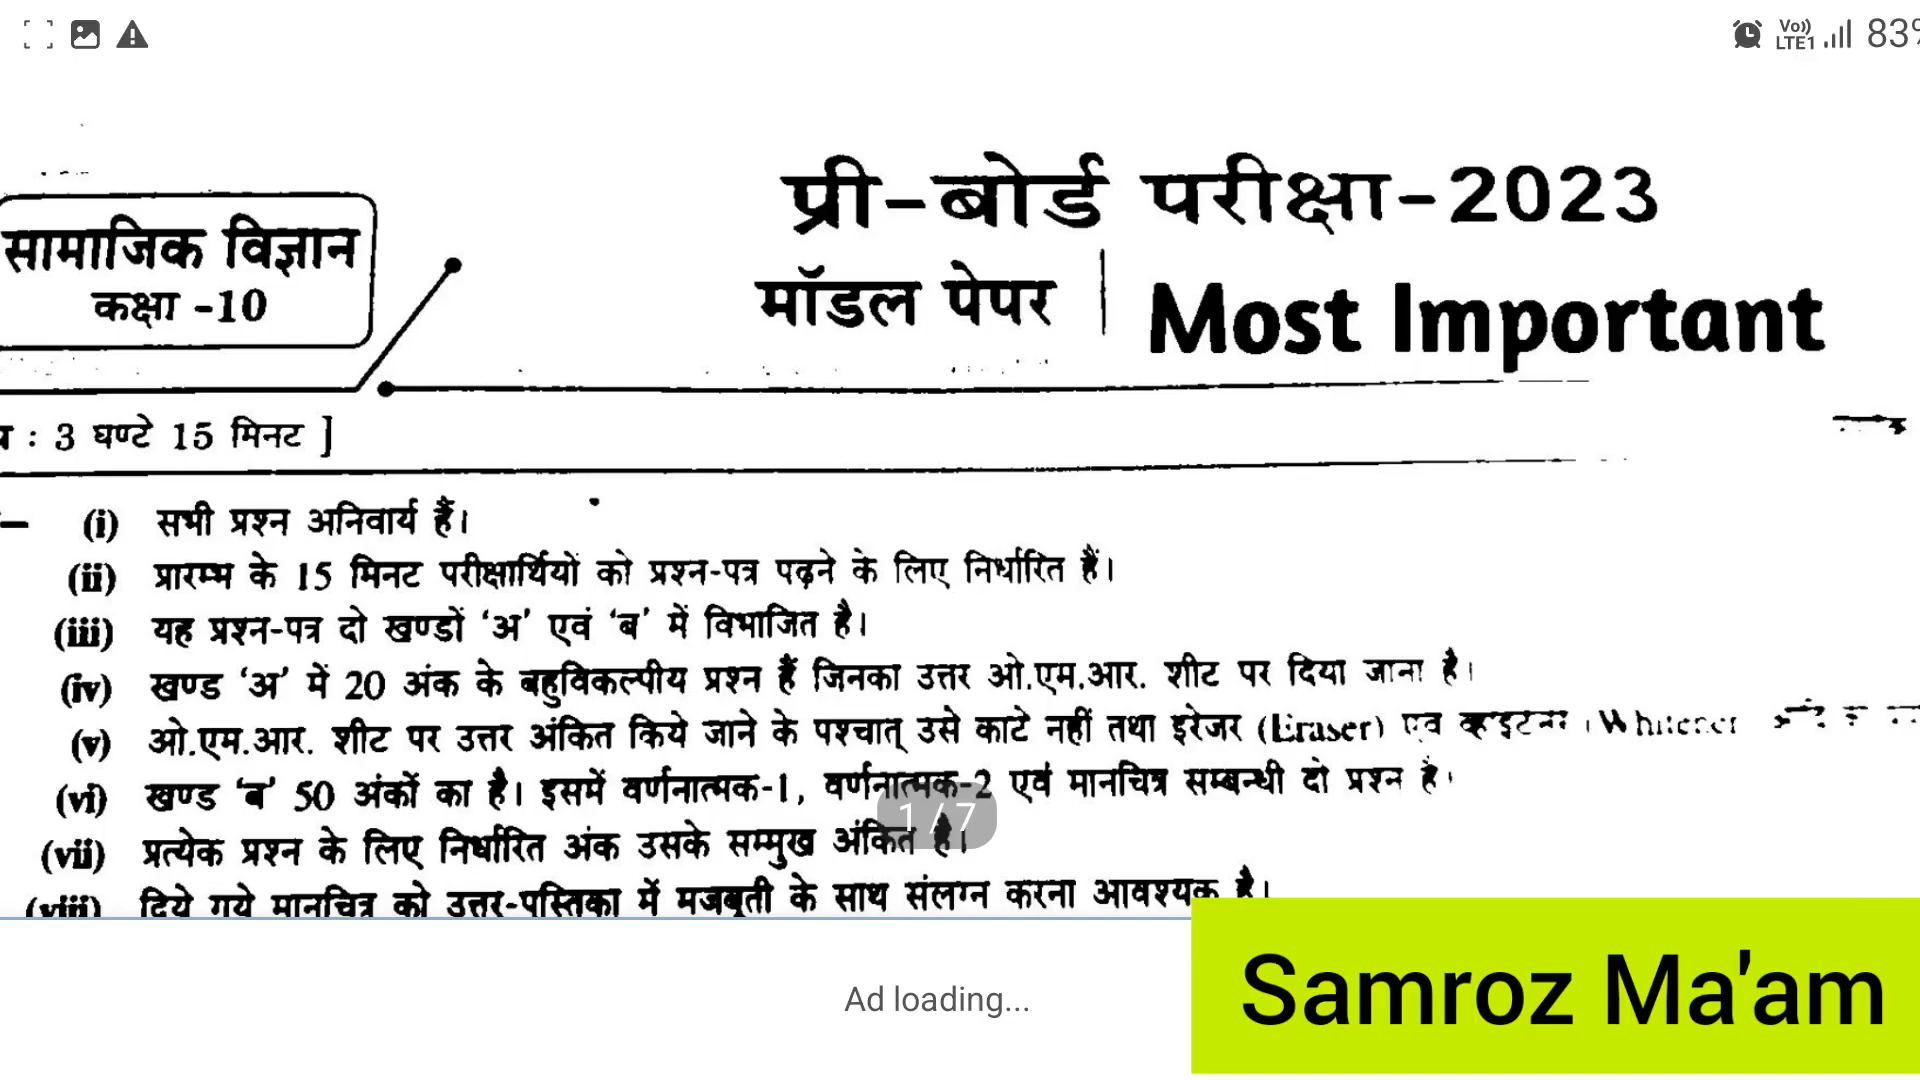 Vo)) LTE1 83%
प्री-बोर्ड परीक्षा-2023
सामाजिक विज्ञान
कक्षा -10
मॉडल पेपर | Most Important
: 3 घण्टे 15 मिनट ]
(i) सभी प्रश्न अनिवार्य हैं।
(ii) प्रारम्भ के 15 मिनट परीक्षार्थियों को प्रश्न-पत्र पढ़ने के लिए निर्धारित हैं।
(iii) यह प्रश्न-पत्र दो खण्डों ‘अ’ एवं ‘ब’ में विभाजित है।
(iv) खण्ड ‘अ’ में 20 अंक के बहुविकल्पीय प्रश्न हैं जिनका उत्तर ओ.एम.आर. शीट पर दिया जाना है।
(v) ओ.एम.आर. शीट पर उत्तर अंकित किये जाने के पश्चात् उसे काटे नहीं तथा इरेजर (Eraser)
(vi) खण्ड ‘ब’ 50 अंकों का है। इसमें वर्णनात्मक-1, वर्णनात्मक-2 एवं मानचित्र सम्बन्धी दो प्रश्न है।
1/7
(vii) प्रत्येक प्रश्न के लिए निर्धारित अंक उसके सम्मुख अंकित है।
(viii) दिये गये मानचित्र को उत्तर-पुस्तिका में मजबूती के साथ संलग्न करना आवश्यक है।
Ad loading...
Samroz Ma'am